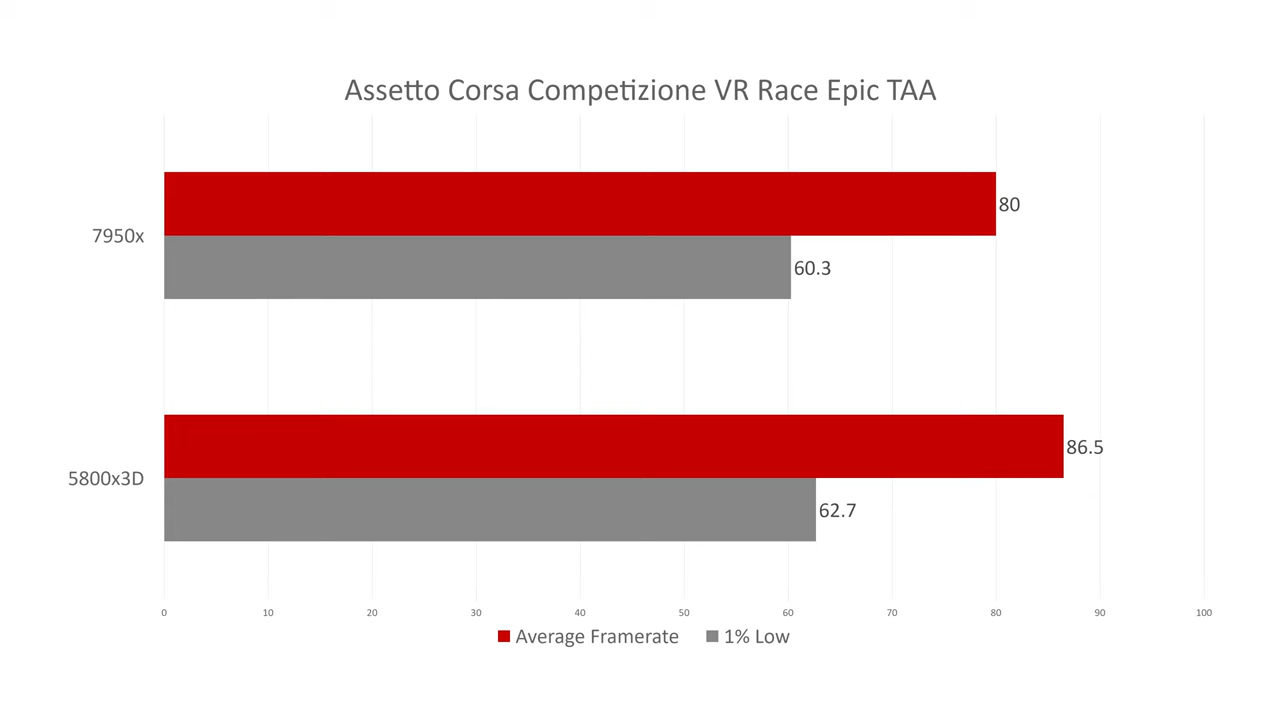 Assetto Corsa Competizione VR Race Epic TAA
80
7950x
60.3
86.5
5800x3D
62.7
0 10 20 30 40 50 60 70 80 90 100
Average Framerate 1% Low